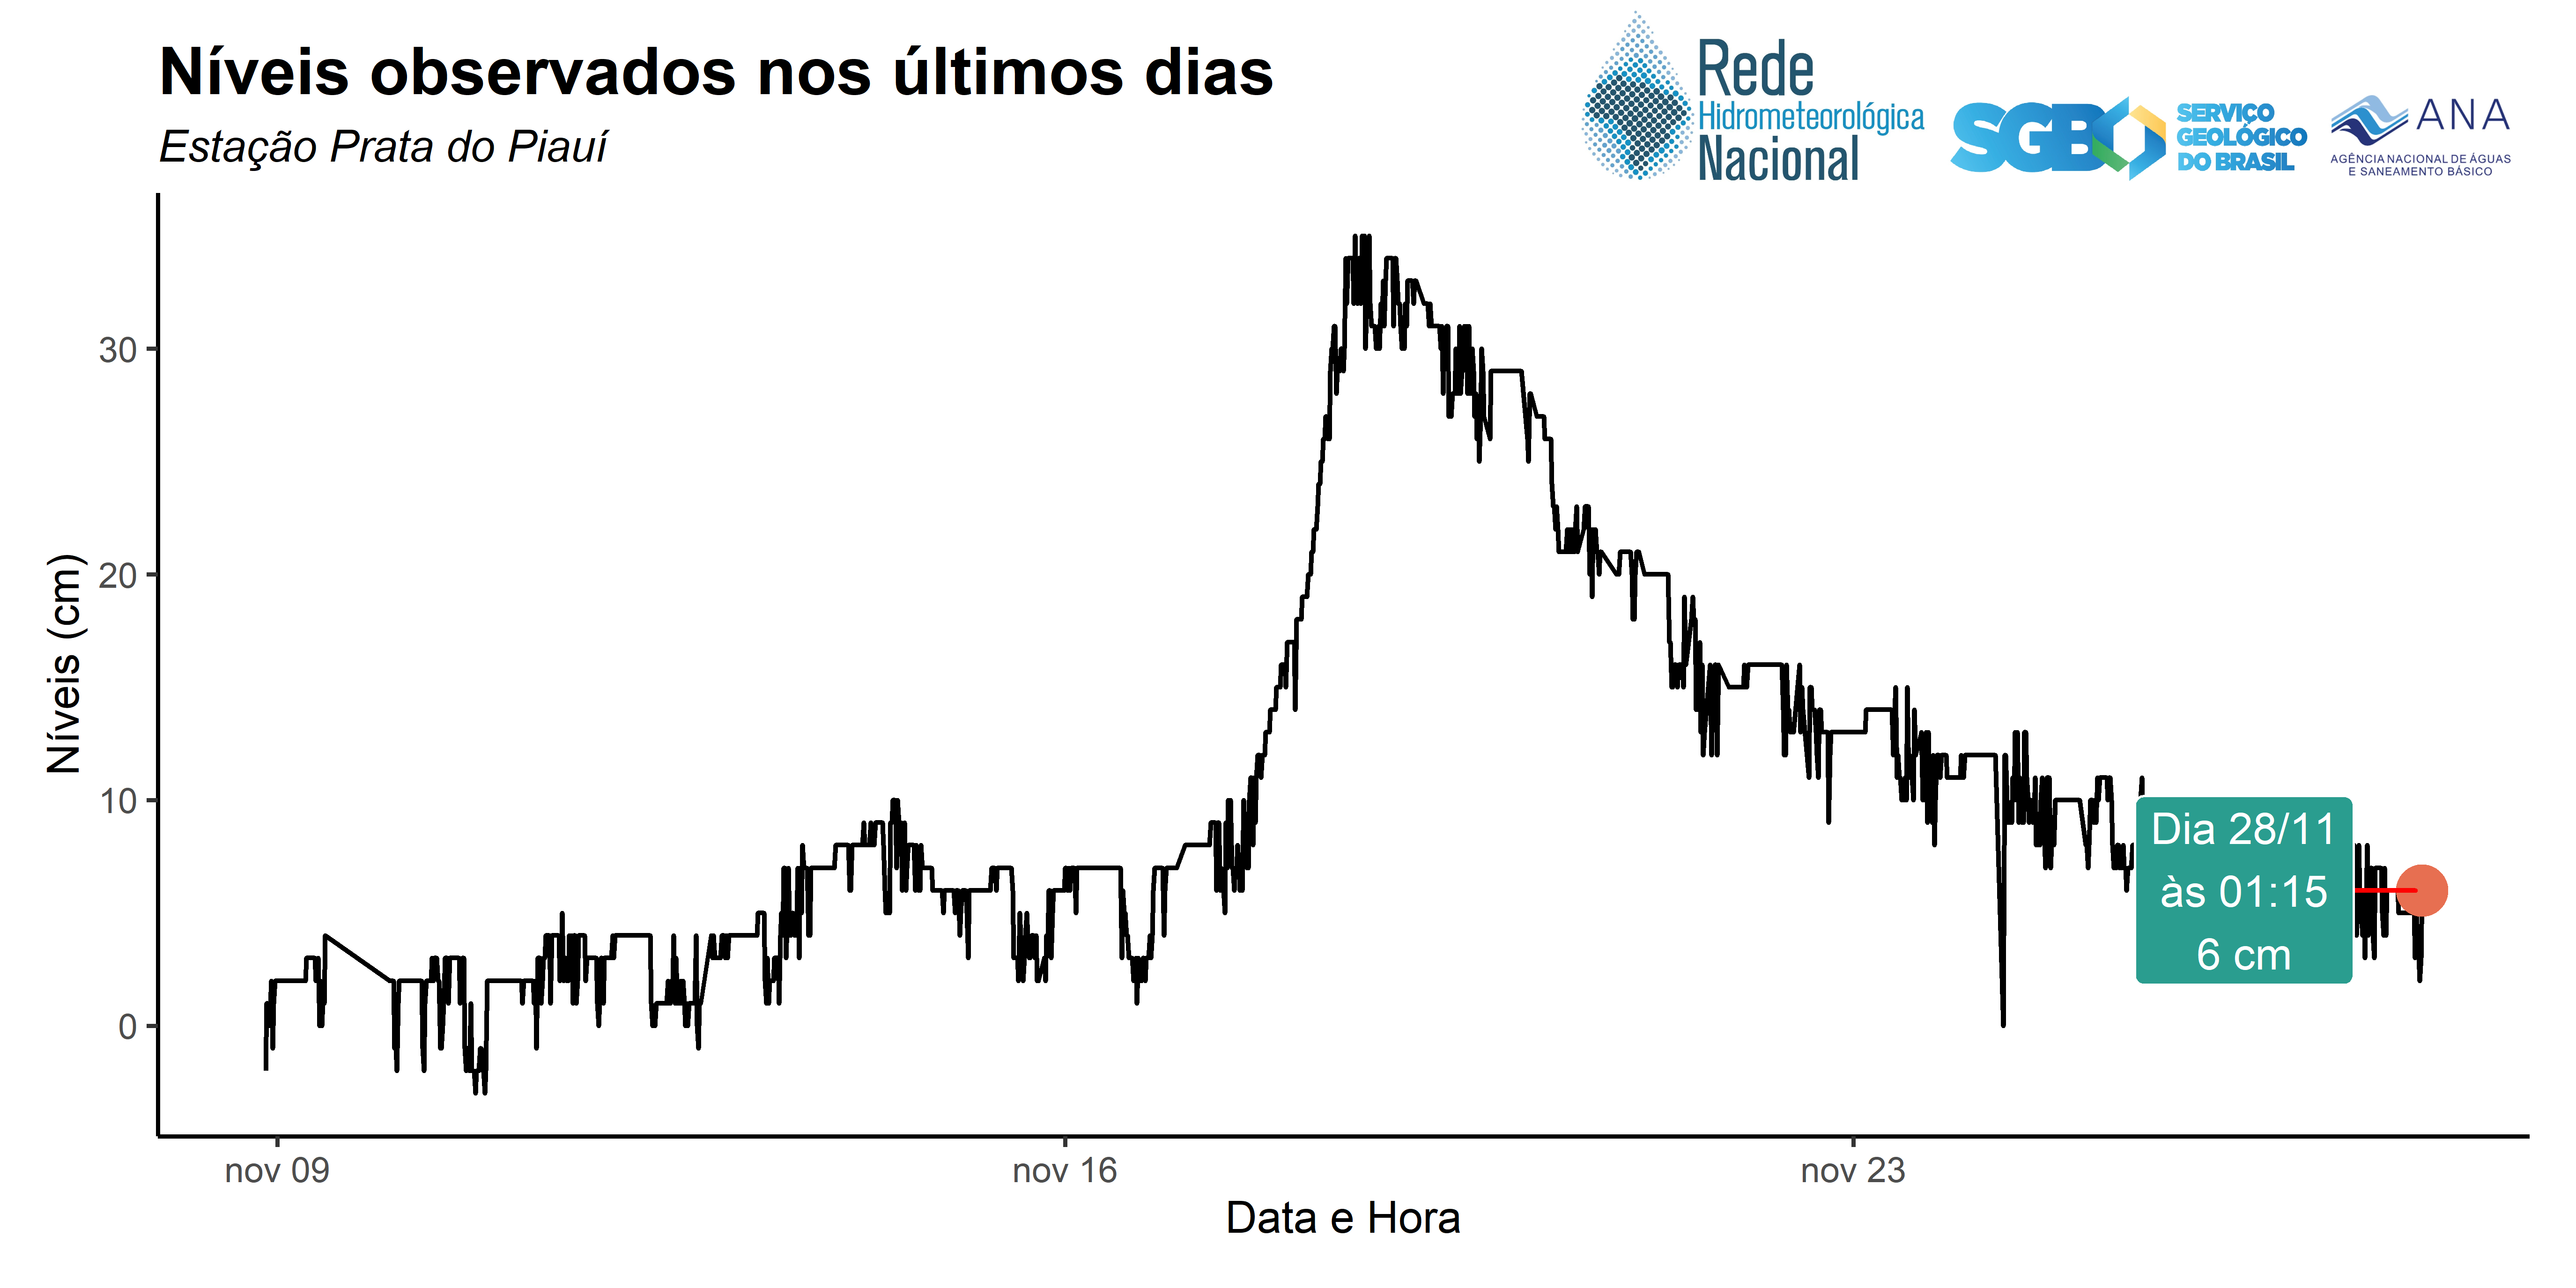 Níveis observados nos últimos dias
Estação Prata do Piauí
Rede
Hidrometeorológica
Nacional
SGB
SERVIÇO
GEOLÓGICO
DO BRASIL
ANA
AGÊNCIA NACIONAL DE ÁGUAS
E SANEAMENTO BÁSICO
Níveis (cm)
30
20
10
0
Dia 28/11
às 01:15
6 cm
nov 09
nov 16
nov 23
Data e Hora